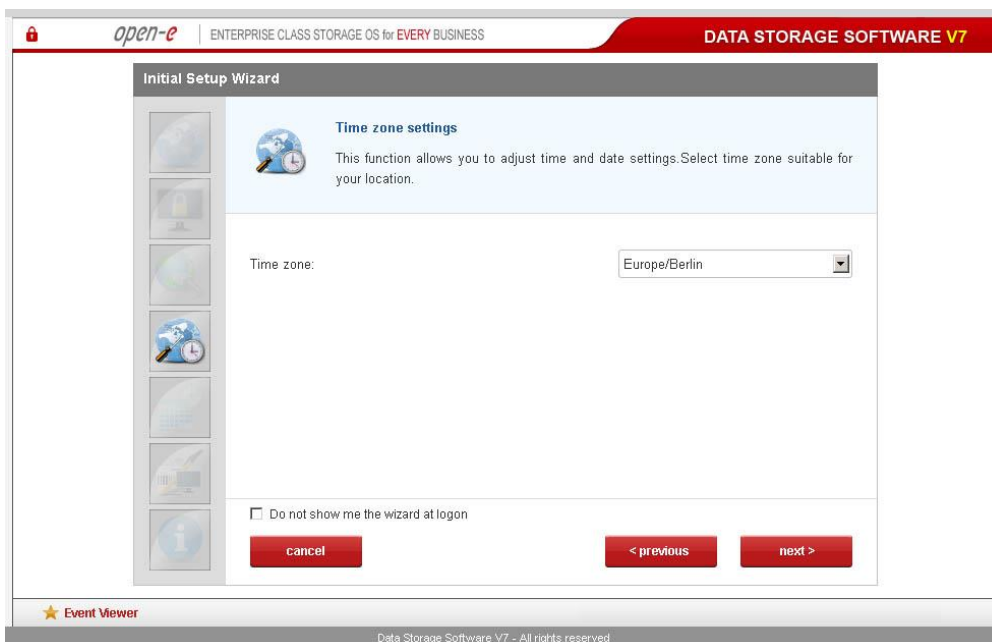 open-e ENTERPRISE CLASS STORAGE OS for EVERY BUSINESS DATA STORAGE SOFTWARE V7
Initial Setup Wizard
Time zone settings
This function allows you to adjust time and date settings.Select time zone suitable for
your location.
Time zone: Europe/Berlin
Do not show me the wizard at logon
cancel < previous next >
Event Viewer
Data Storage Software V7 - All rights reserved